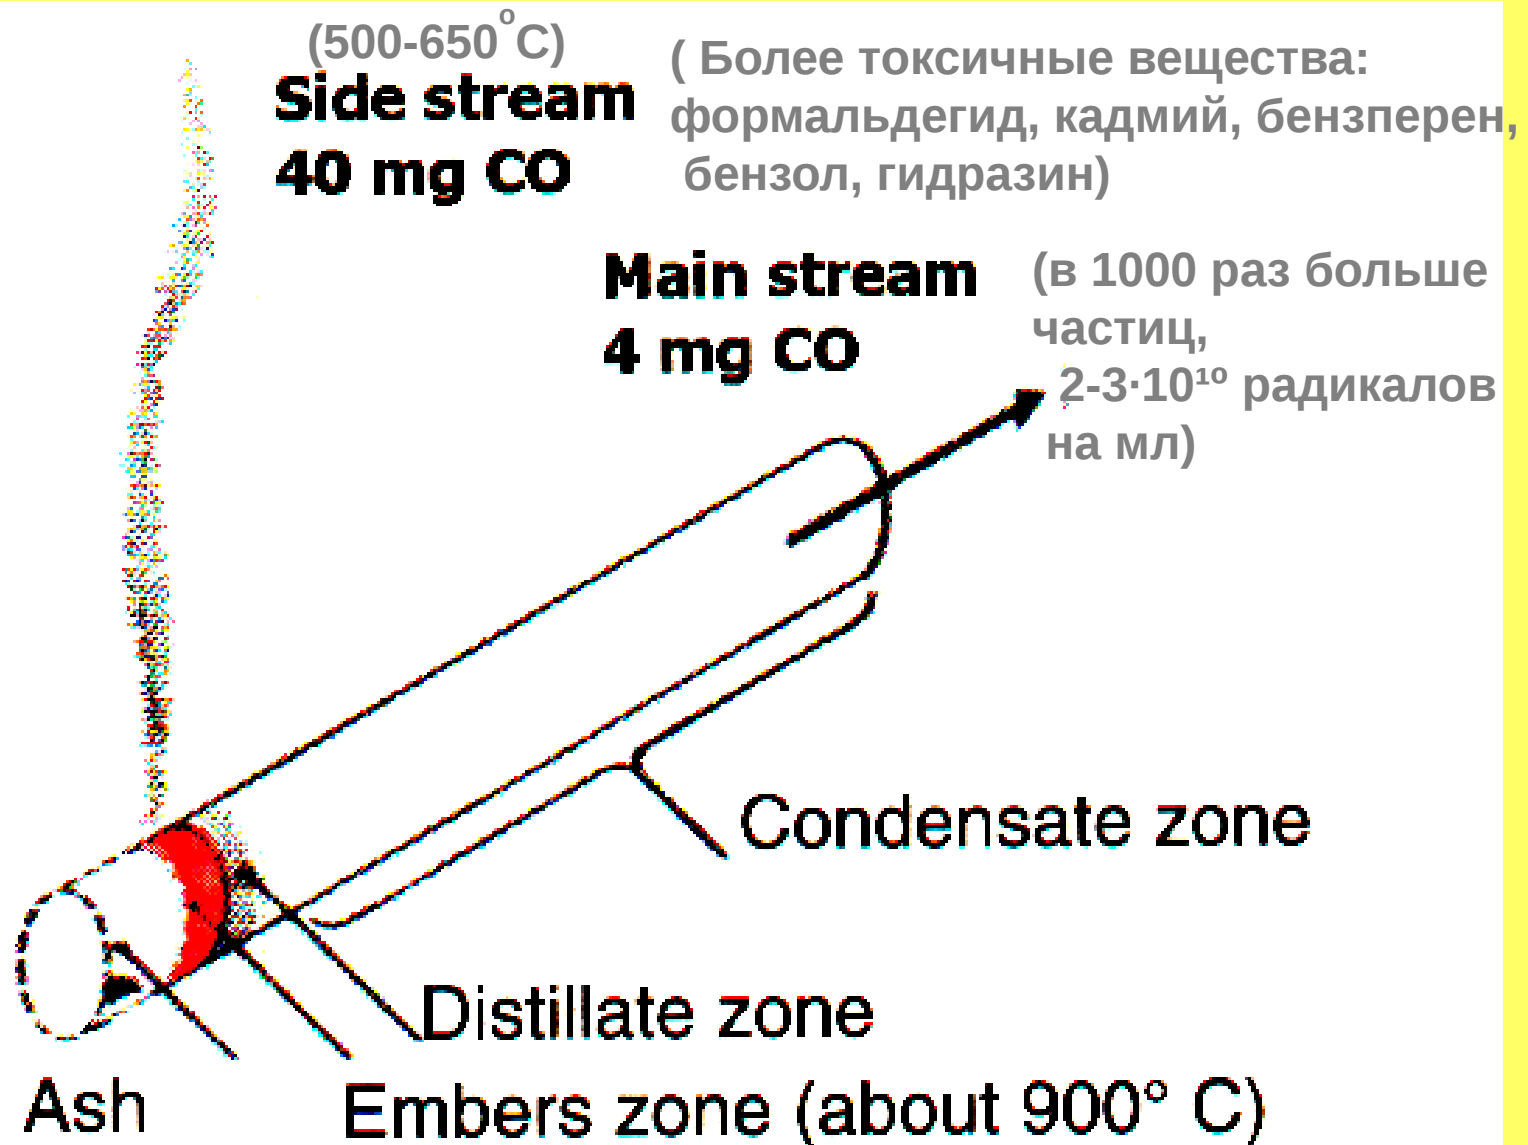 (500-650°C)
Side stream
40 mg CO
( Более токсичные вещества:
формальдегид, кадмий, бензперен,
бензол, гидразин)
Main stream
4 mg CO
(в 1000 раз больше
частиц,
2-3·10¹⁰ радикалов
на мл)
Condensate zone
Distillate zone
Ash
Embers zone (about 900° C)